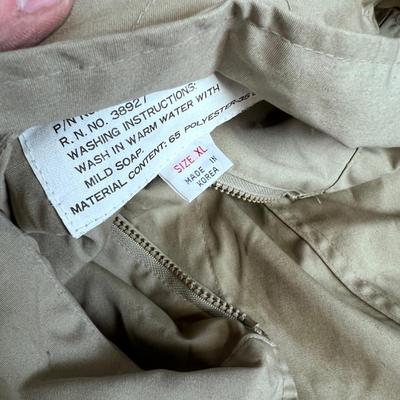 P/N
R.N. NO. 38927
WASHING INSTRUCTIONS:
WASH IN WARM WATER WITH
MILD SOAP.
MATERIAL CONTENT: 65 POLYESTER-35
SIZE XL
MADE IN
KOREA